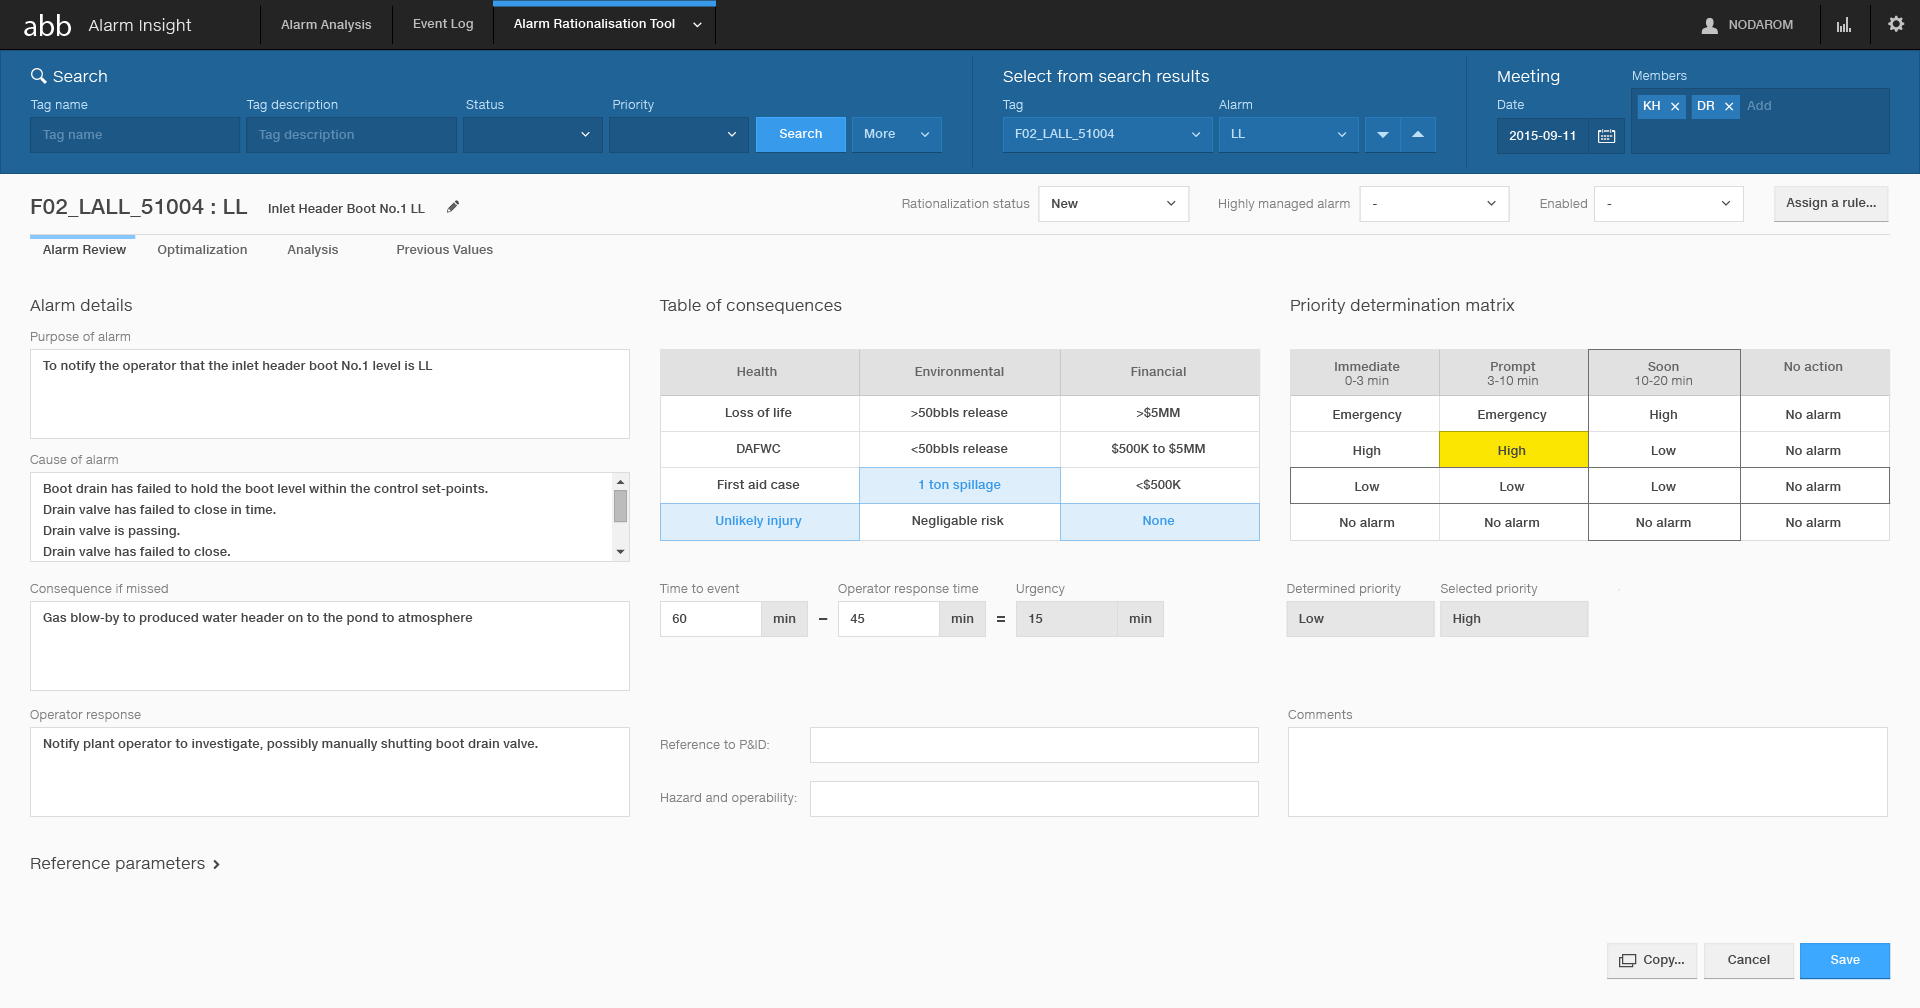 abb Alarm Insight
Alarm Analysis
Event Log
Alarm Rationalisation Tool
NODAROM
Search
Tag name
Tag description
Status
Priority
Tag name
Tag description
Search
More
Select from search results
Tag
Alarm
F02_LALL_51004
LL
Meeting
Members
Date
KH
DR
Add
2015-09-11
F02_LALL_51004 : LL
Inlet Header Boot No.1 LL
Rationalization status
New
Highly managed alarm
-
Enabled
-
Assign a rule...
Alarm Review
Optimalization
Analysis
Previous Values
Alarm details
Purpose of alarm
To notify the operator that the inlet header boot No.1 level is LL
Cause of alarm
Boot drain has failed to hold the boot level within the control set-points.
Drain valve has failed to close in time.
Drain valve is passing.
Drain valve has failed to close.
Consequence if missed
Gas blow-by to produced water header on to the pond to atmosphere
Operator response
Notify plant operator to investigate, possibly manually shutting boot drain valve.
Table of consequences
Health Environmental Financial
Loss of life >50bbls release >$5MM
DAFWC <50bbls release $500K to $5MM
First aid case 1 ton spillage <$500K
Unlikely injury Negligable risk None
Time to event
Operator response time
Urgency
60 min – 45 min = 15 min
Reference to P&ID:
Hazard and operability:
Priority determination matrix
Immediate Prompt Soon No action
0-3 min 3-10 min 10-20 min
Emergency Emergency High No alarm
High High Low No alarm
Low Low Low No alarm
No alarm No alarm No alarm No alarm
Determined priority
Selected priority
Low
High
Comments
Reference parameters
Copy...
Cancel
Save